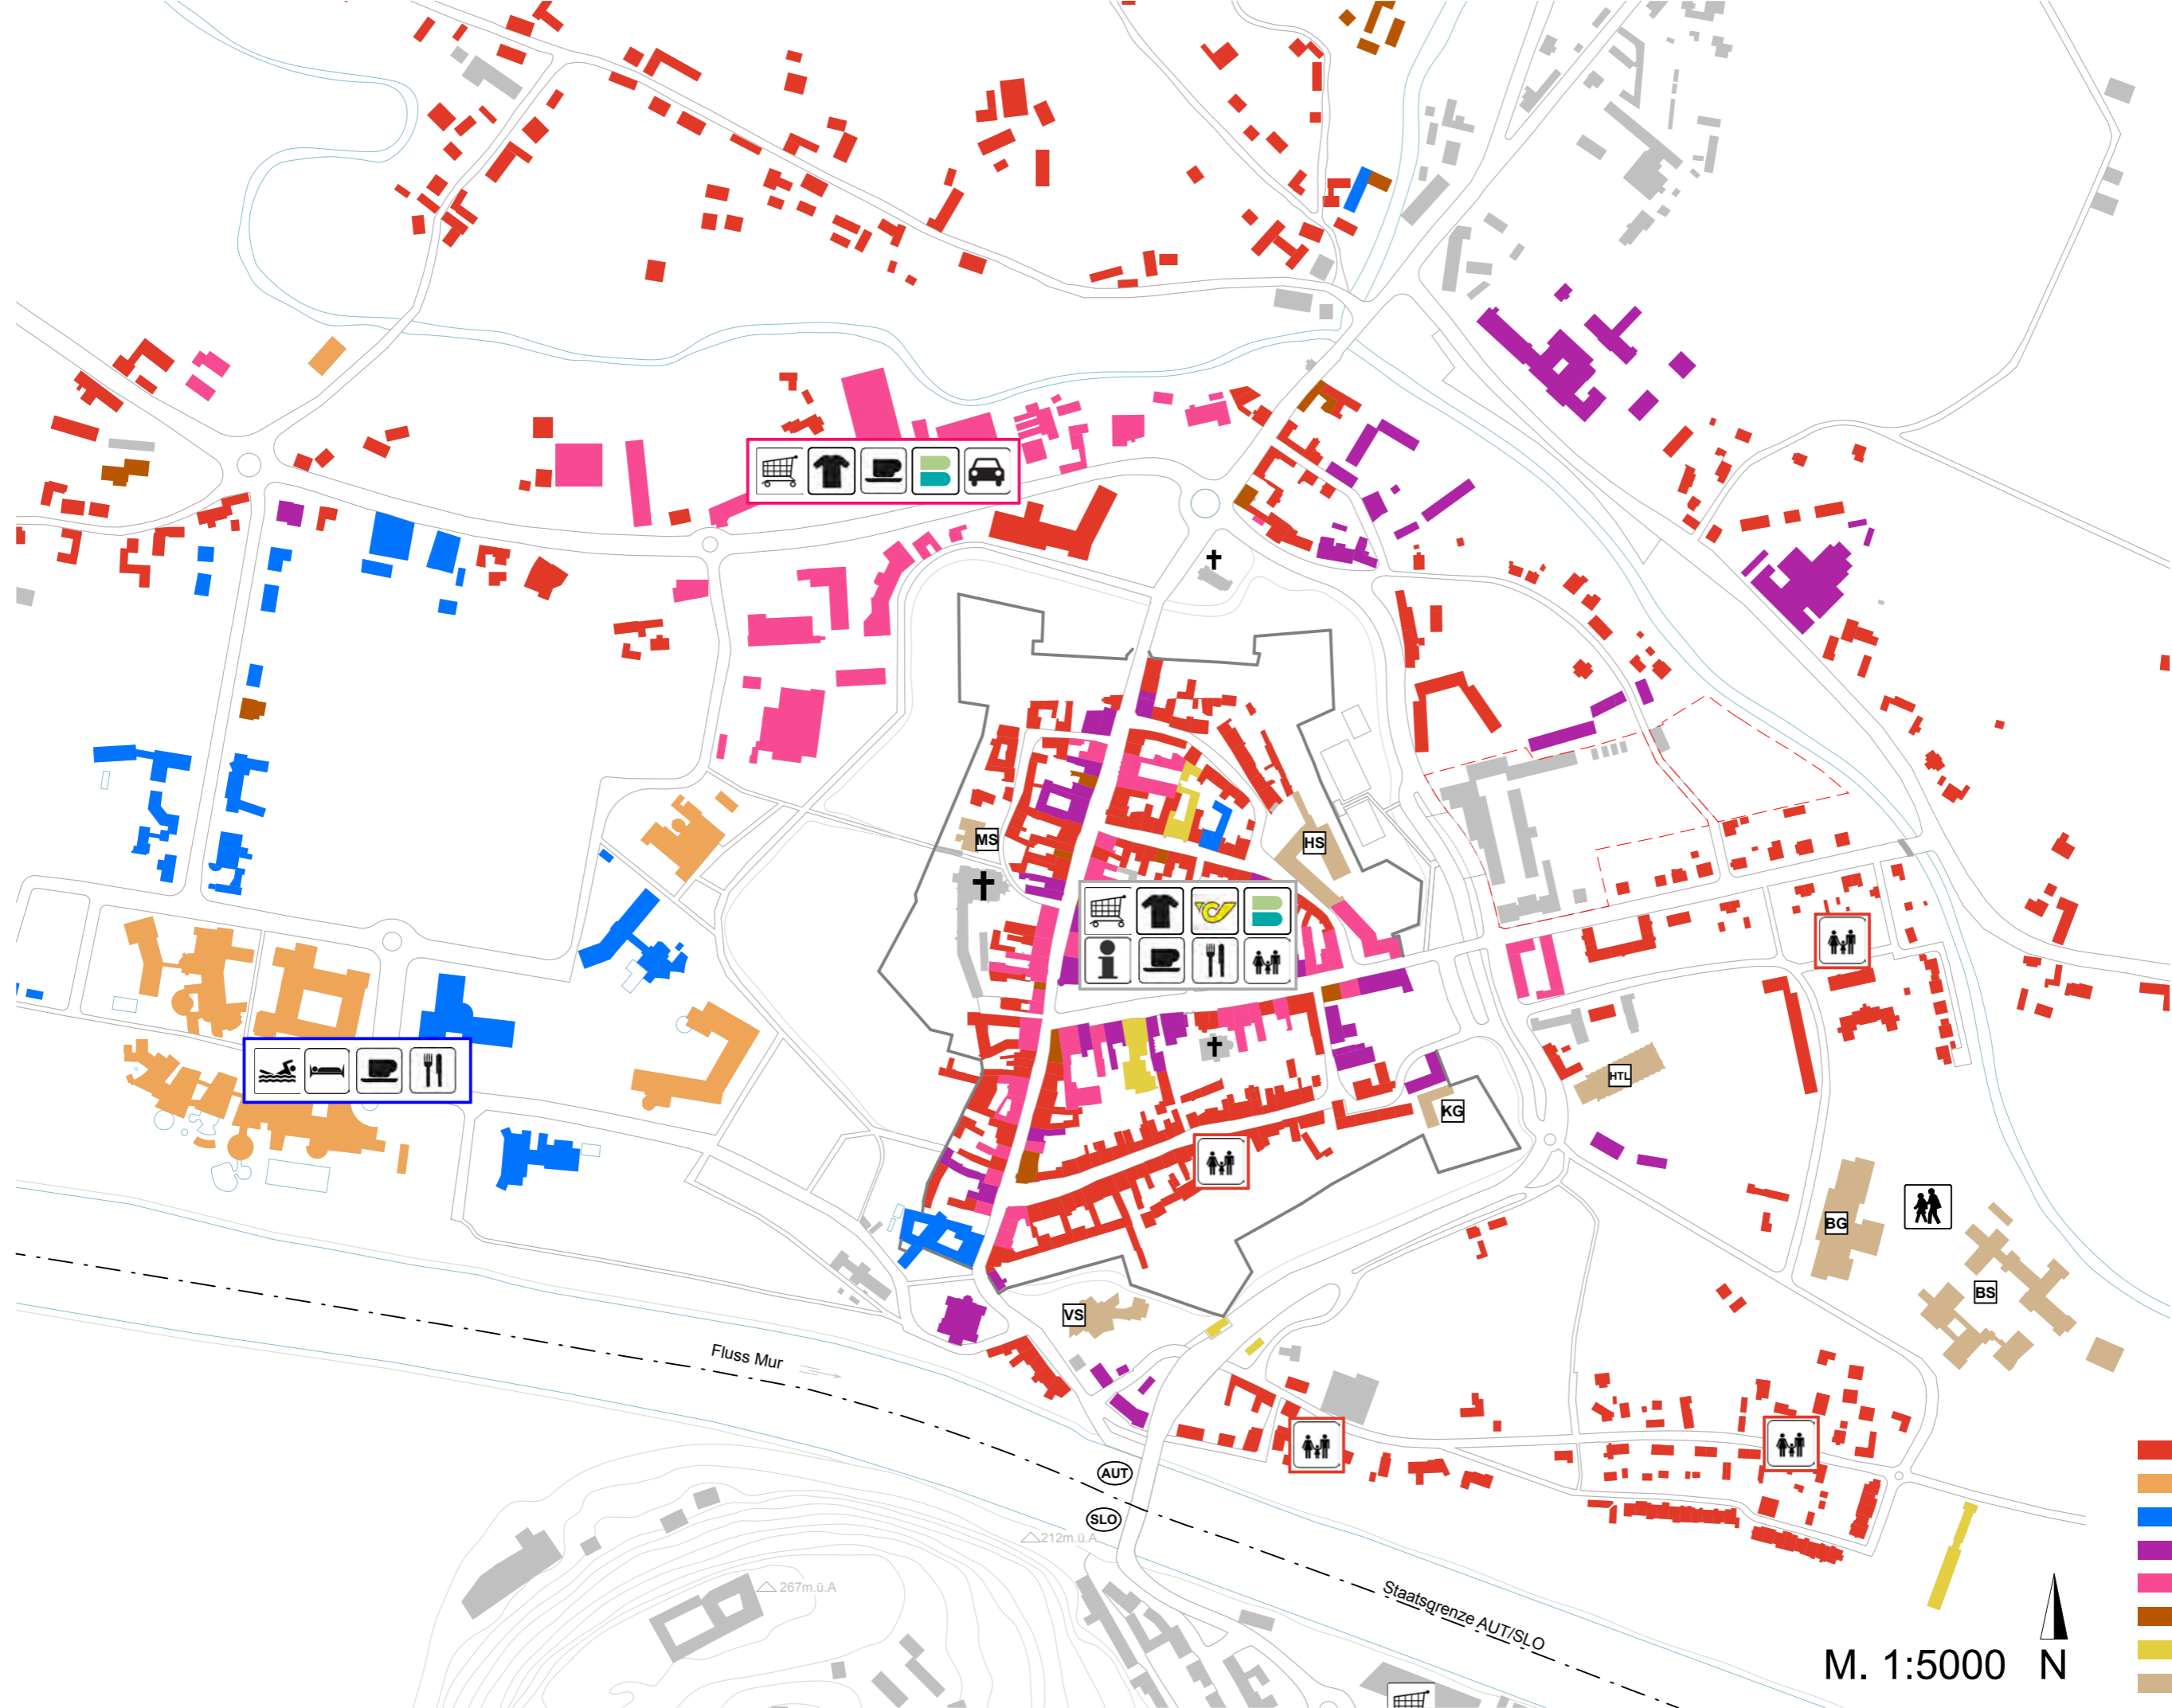 MS
HS
HTL
KG
BG
BS
VS
Fluss Mur
AUT
SLO
212m.ü.A
267m.ü.A
Staatsgrenze AUT/SLO
M. 1:5000 N